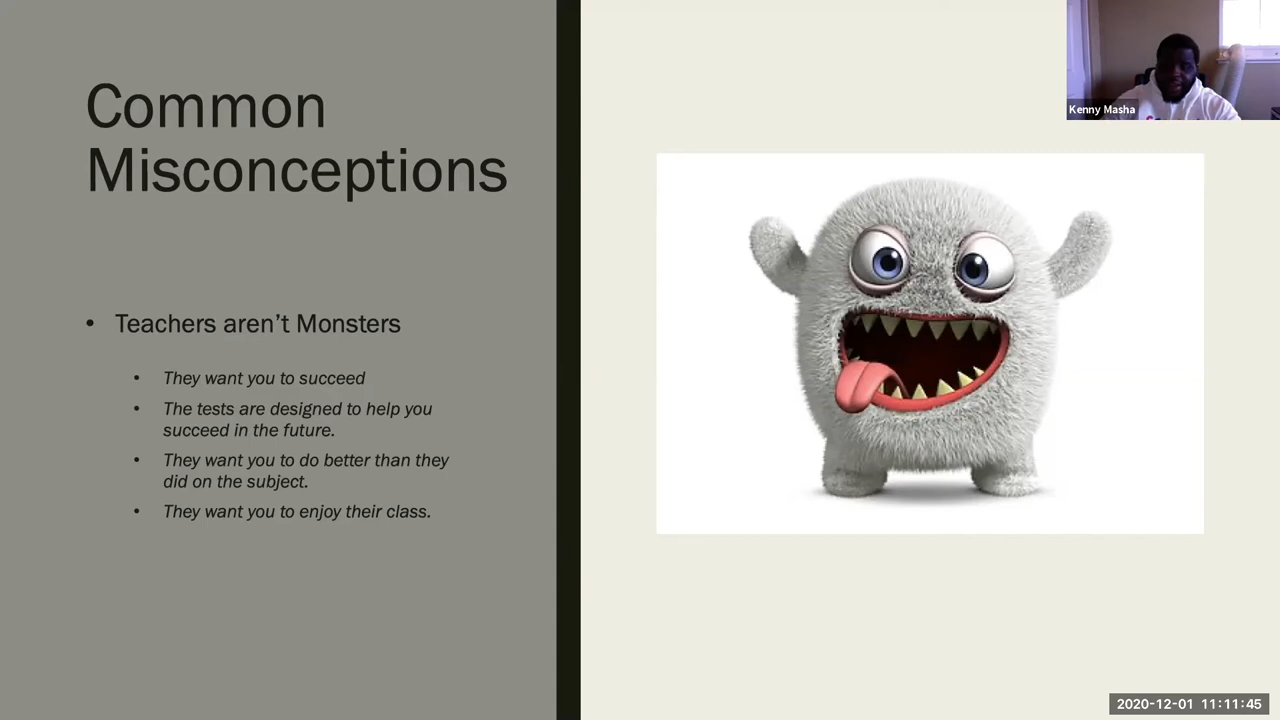 Common
Misconceptions
• Teachers aren’t Monsters
• They want you to succeed
• The tests are designed to help you
succeed in the future.
• They want you to do better than they
did on the subject.
• They want you to enjoy their class.
Kenny Masha
2020-12-01 11:11:45